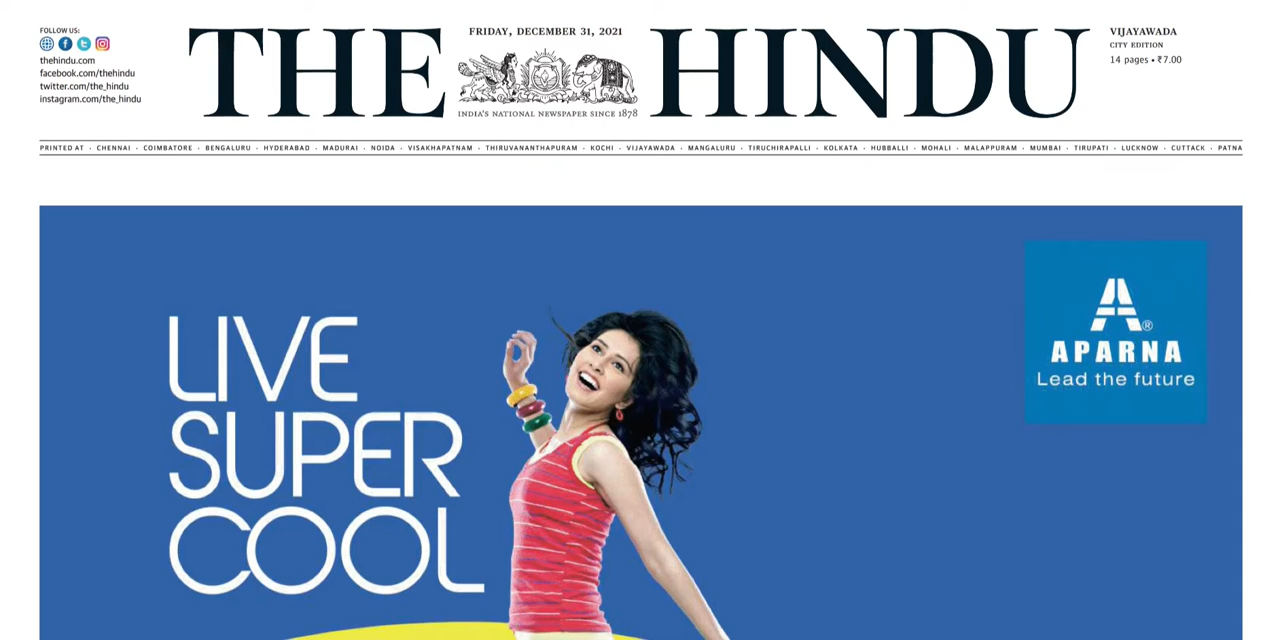 FOLLOW US:
thehindu.com
facebook.com/thehindu
twitter.com/the_hindu
instagram.com/the_hindu
THE HINDU
FRIDAY, DECEMBER 31, 2021
INDIA'S NATIONAL NEWSPAPER SINCE 1878
VIJAYAWADA
CITY EDITION
14 pages • ₹7.00
PRINTED AT • CHENNAI • COIMBATORE • BENGALURU • HYDERABAD • MADURAI • NOIDA • VISAKHAPATNAM • THIRUVANANTHAPURAM • KOCHI • VIJAYAWADA • MANGALURU • TIRUCHIRAPALLI • KOLKATA • HUBBALLI • MOHALI • MALAPPURAM • MUMBAI • TIRUPATI • LUCKNOW • CUTTACK • PATNA
LIVE
SUPER
COOL
A®
APARNA
Lead the future